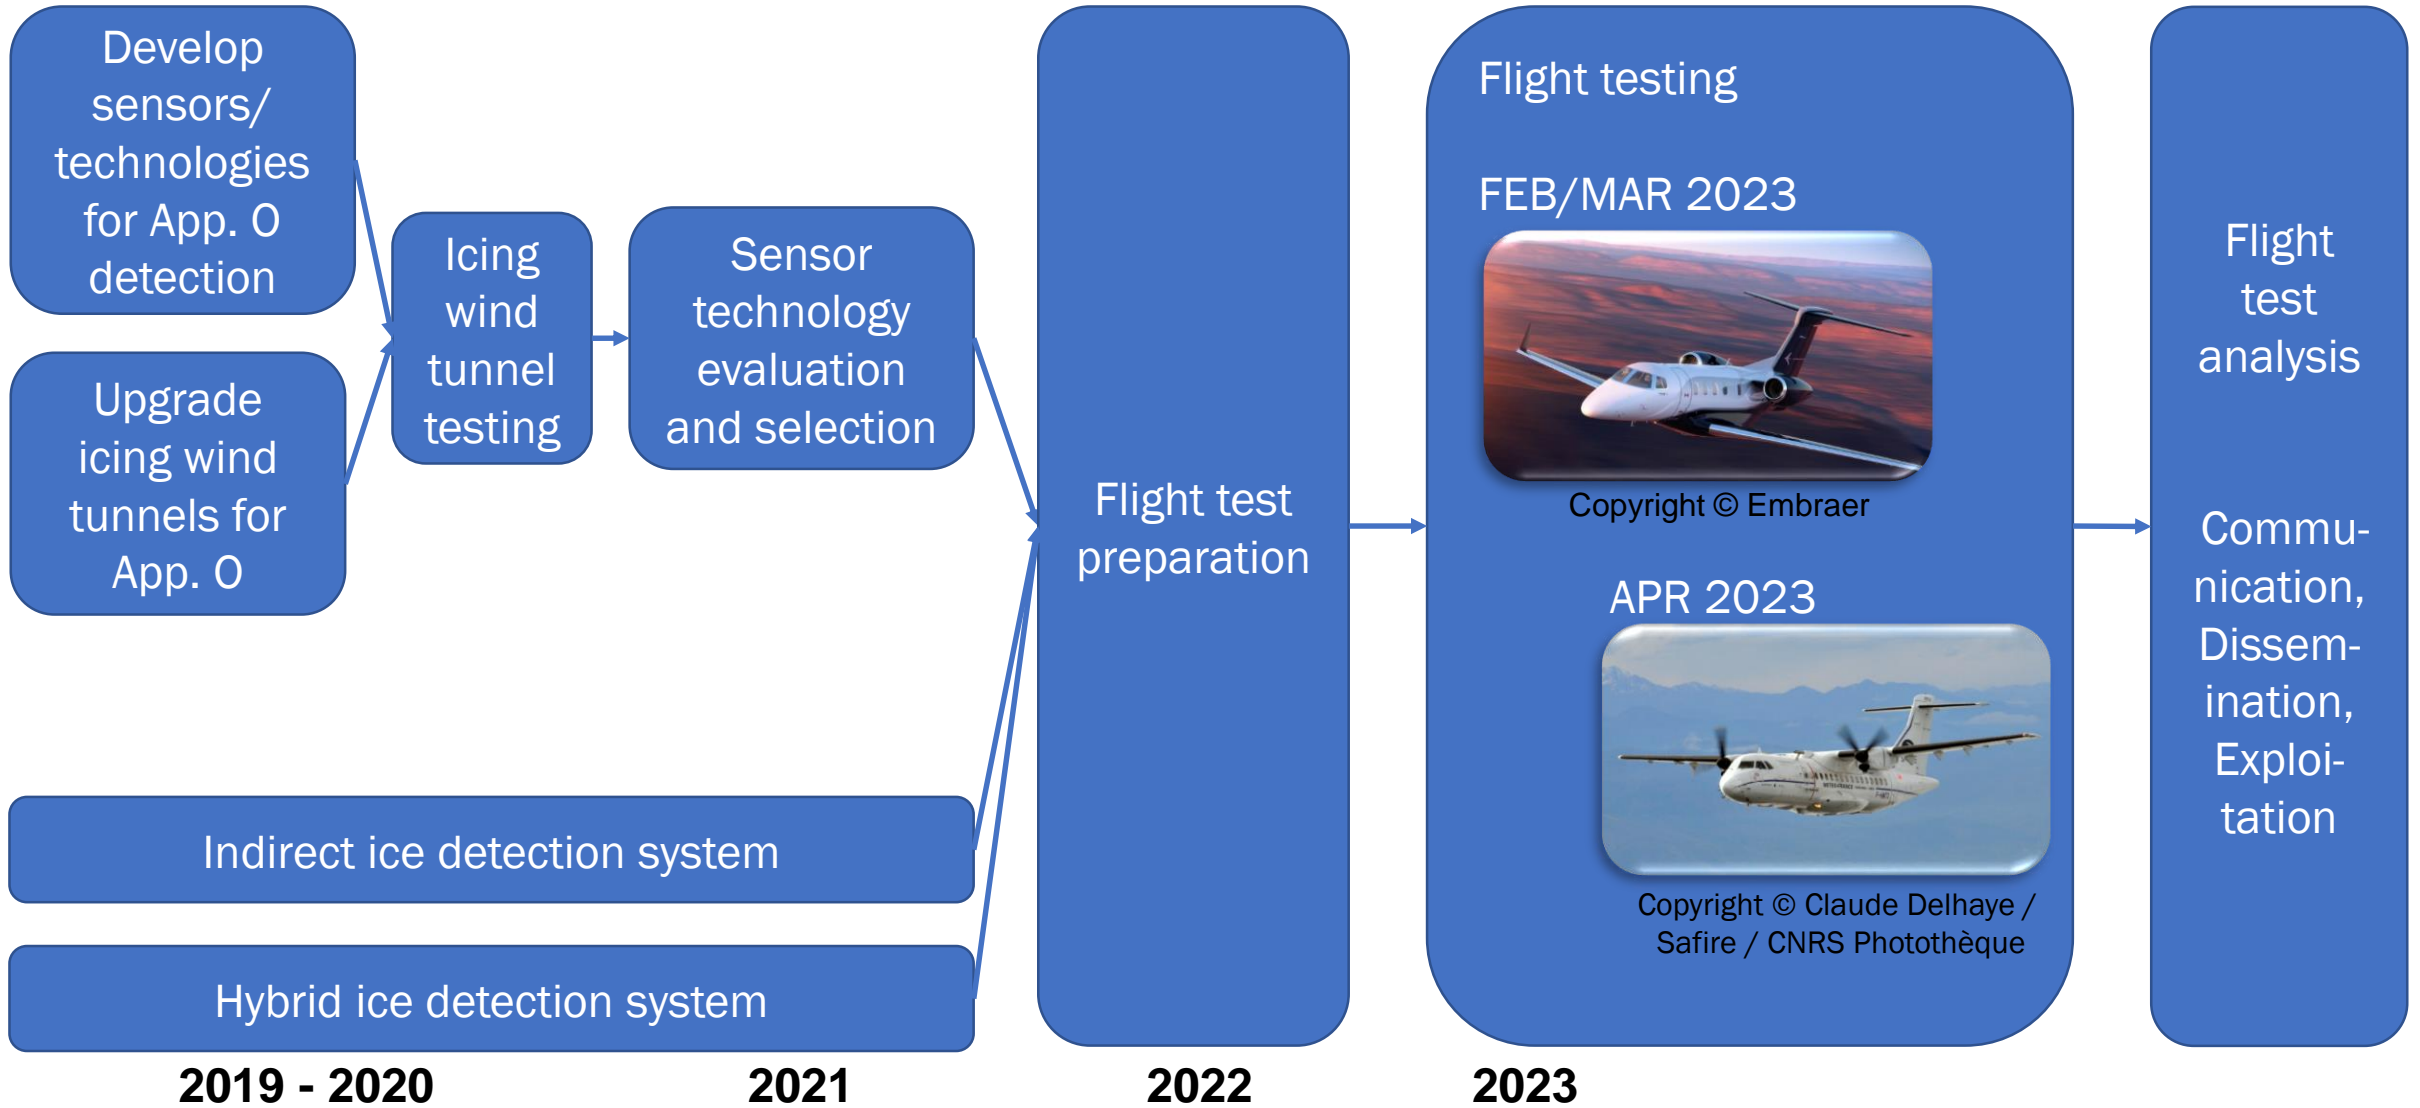 Develop
sensors/
technologies
for App. O
detection
Upgrade
icing wind
tunnels for
App. O
Icing
wind
tunnel
testing
Sensor
technology
evaluation
and selection
Indirect ice detection system
Hybrid ice detection system
Flight test
preparation
Flight testing
FEB/MAR 2023
Copyright © Embraer
APR 2023
Copyright © Claude Delhaye /
Safire / CNRS Photothèque
Flight
test
analysis
Commu-
nication,
Dissem-
ination,
Exploi-
tation
2019 - 2020
2021
2022
2023